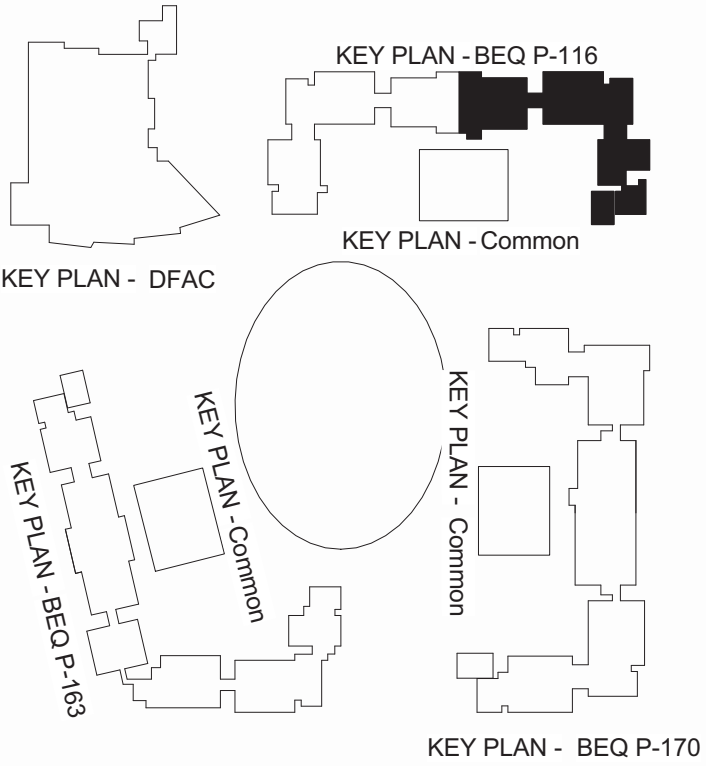 KEY PLAN - BEQ P-116
KEY PLAN - Common
KEY PLAN - DFAC
KEY PLAN - Common
KEY PLAN - Common
KEY PLAN - BEQ P-163
KEY PLAN - BEQ P-170